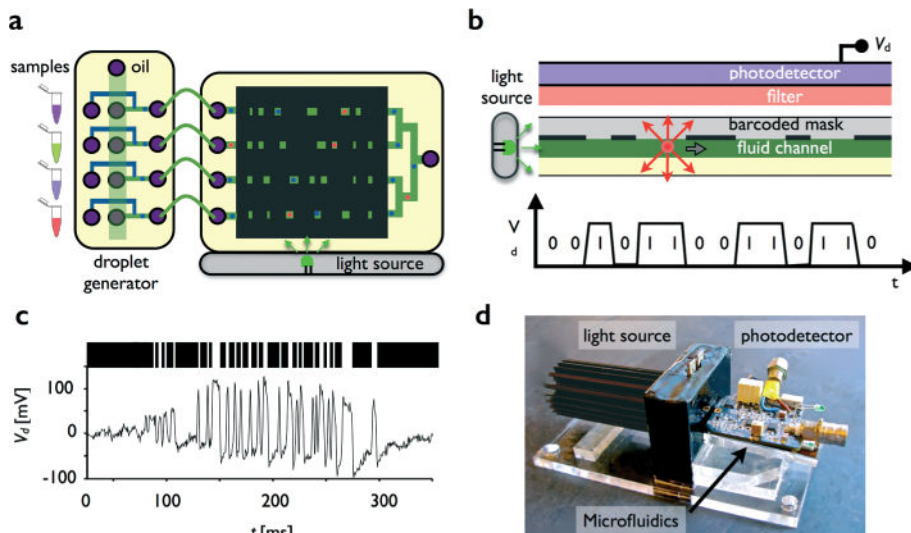 a
samples
oil
droplet
generator
light source
b
V_d
light
source
photodetector
filter
barcoded mask
fluid channel
V
d
0 0 1 0 1 1 0 0 1 1 0 1 1 0
t
c
V_d [mV]
100
0
-100
0 100 200 300
t [ms]
d
light source
photodetector
Microfluidics